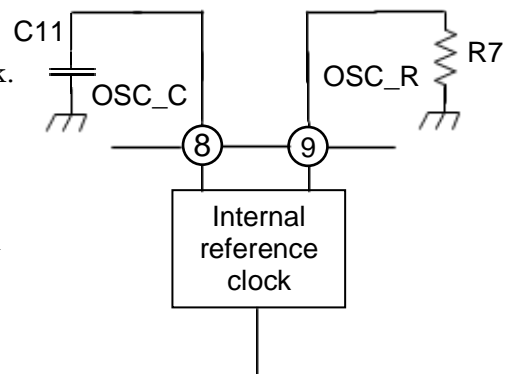 C11
R7
k.
OSC_C
OSC_R
8
9
Internal
reference
clock